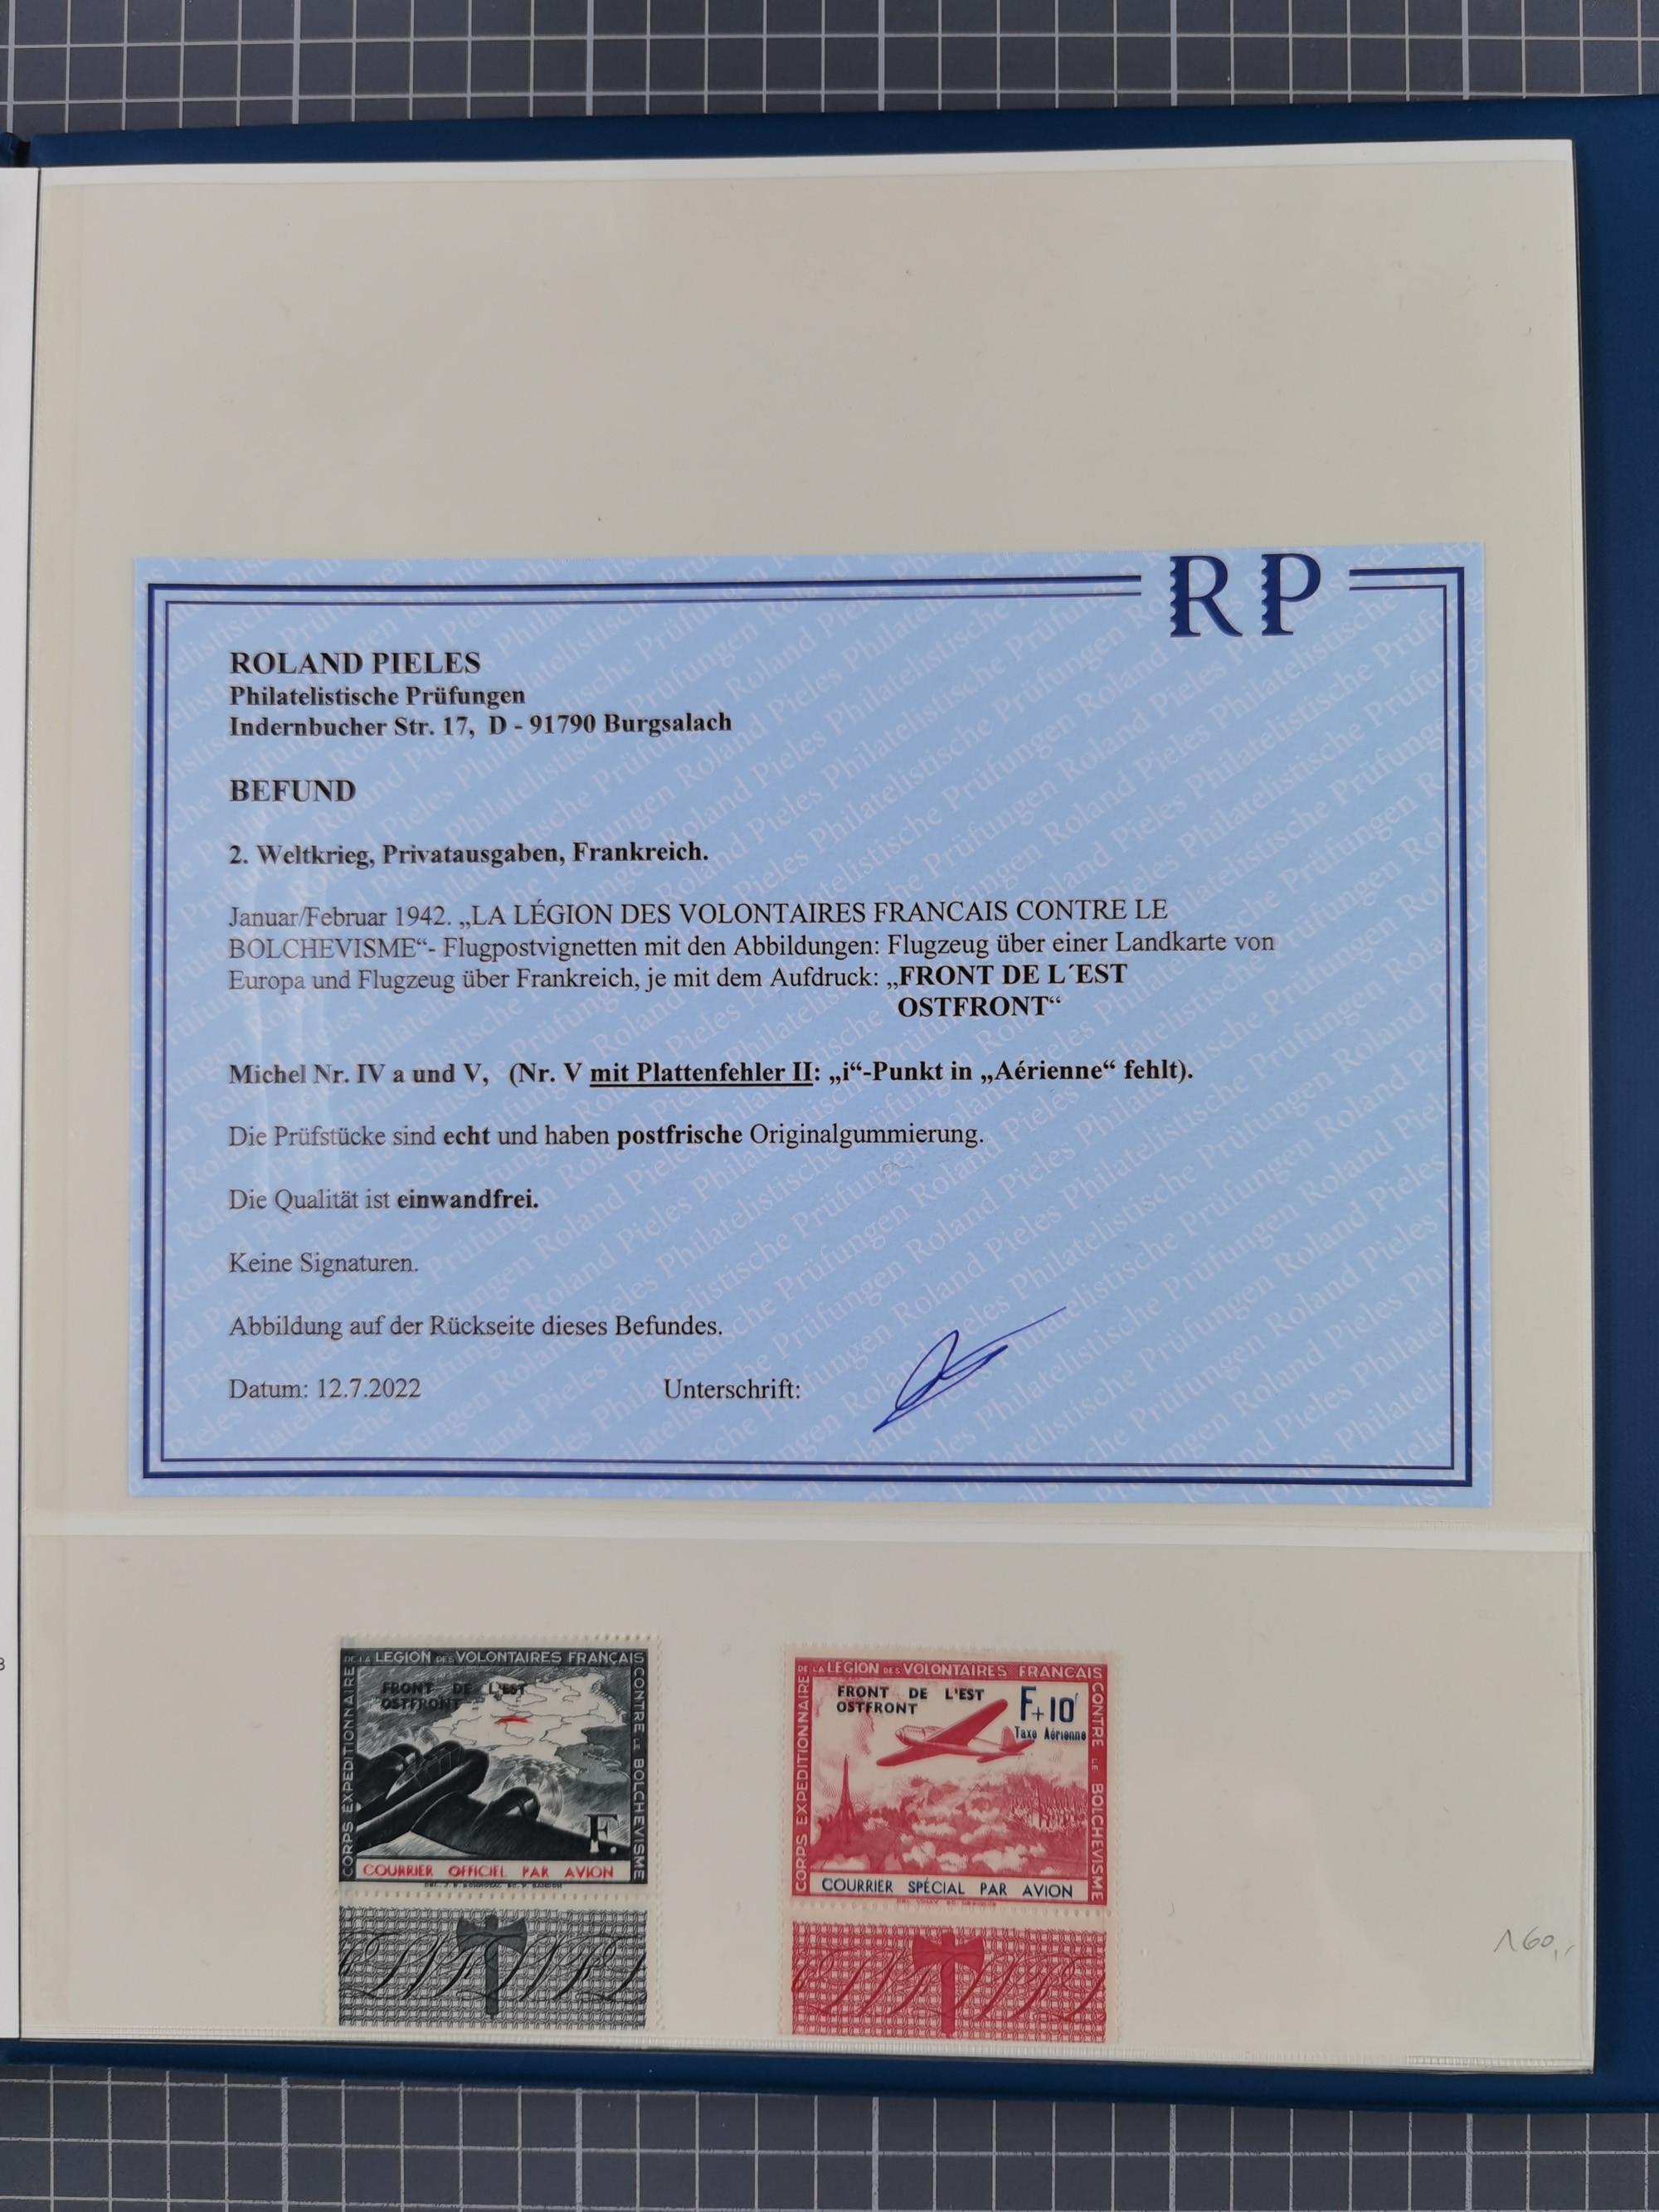 RP
ROLAND PIELES
Philatelistische Prüfungen
Indernbucher Str. 17, D - 91790 Burgsalach
BEFUND
2. Weltkrieg, Privatausgaben, Frankreich.
Januar/Februar 1942. „LA LÉGION DES VOLONTAIRES FRANCAIS CONTRE LE
BOLCHEVISME“- Flugpostvignetten mit den Abbildungen: Flugzeug über einer Landkarte von
Europa und Flugzeug über Frankreich, je mit dem Aufdruck: „FRONT DE L´EST
OSTFRONT“
Michel Nr. IV a und V, (Nr. V mit Plattenfehler II: „i“-Punkt in „Aérienne“ fehlt).
Die Prüfstücke sind echt und haben postfrische Originalgummierung.
Die Qualität ist einwandfrei.
Keine Signaturen.
Abbildung auf der Rückseite dieses Befundes.
Datum: 12.7.2022 Unterschrift:
DE LA LÉGION DES VOLONTAIRES FRANÇAIS
CORPS EXPÉDITIONNAIRE
CONTRE LE BOLCHEVISME
FRONT DE L'EST
OSTFRONT
F.
COURRIER OFFICIEL PAR AVION
DE LA LÉGION DES VOLONTAIRES FRANCAIS
CORPS EXPEDITIONNAIRE
CONTRE LE BOLCHEVISME
FRONT DE L'EST
OSTFRONT
F+10
Taxe Aérienne
COURRIER SPÉCIAL PAR AVION
160,-